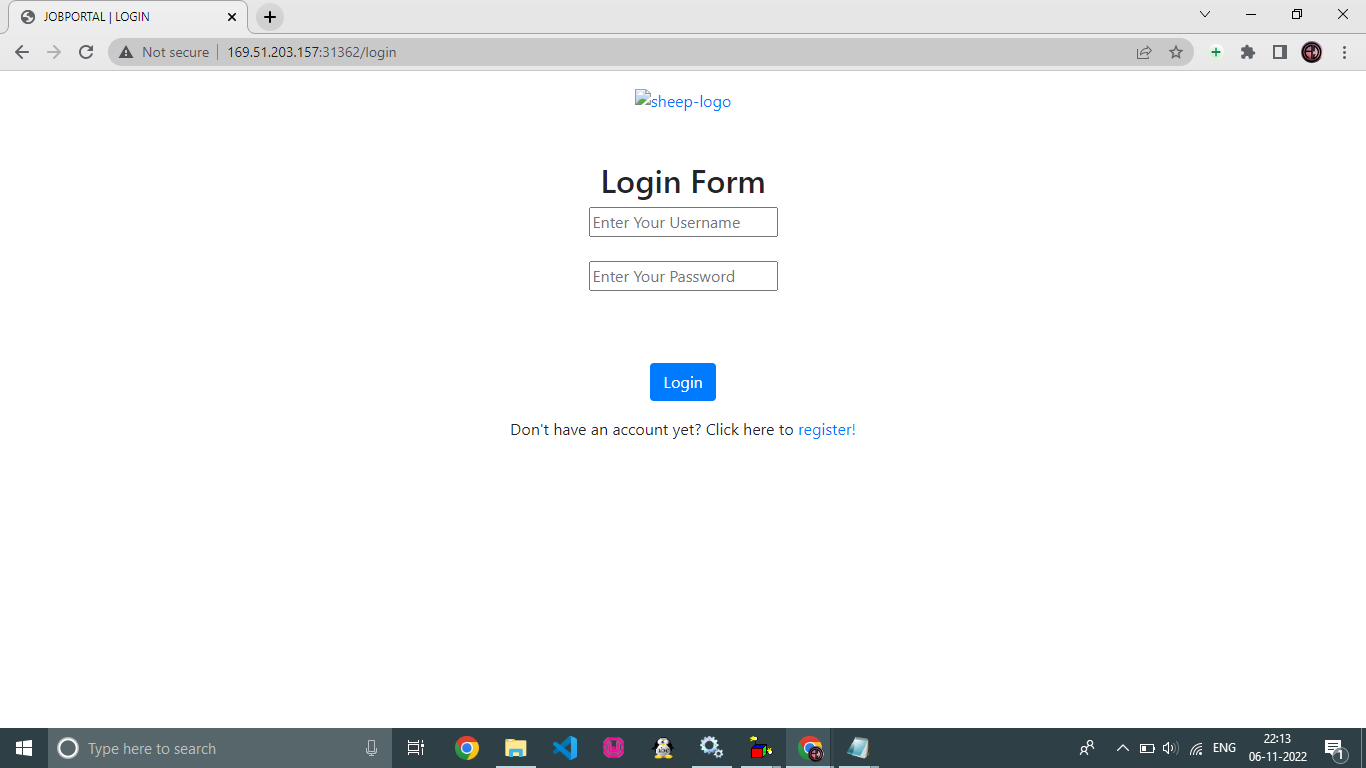 JOBPORTAL | LOGIN
Not secure | 169.51.203.157:31362/login
sheep-logo
Login Form
Enter Your Username
Enter Your Password
Login
Don't have an account yet? Click here to register!
Type here to search
ENG
22:13
06-11-2022
1